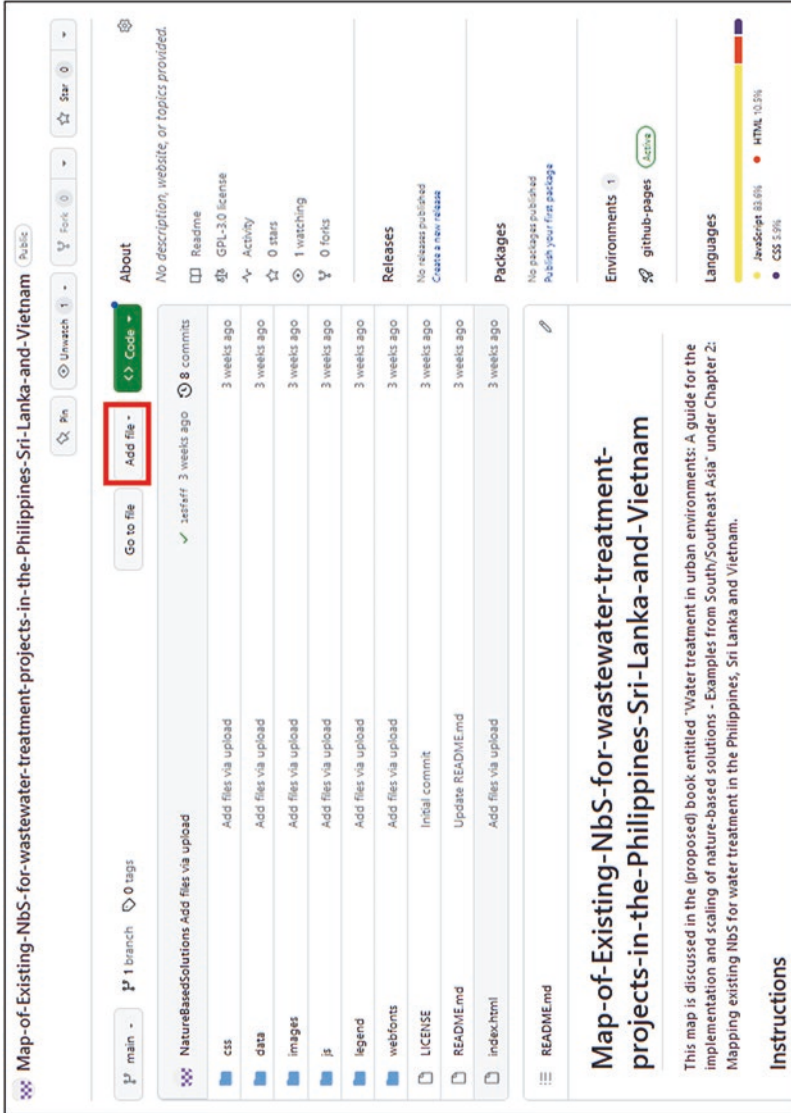 Map-of-Existing-NbS-for-wastewater-treatment-projects-in-the-Philippines-Sri-Lanka-and-Vietnam Public
Pin Unwatch 1 Fork 0 Star 0
main 1 branch 0 tags Go to file Add file <> Code
NatureBasedSolutions Add files via upload 3 weeks ago 8 commits
css Add files via upload 3 weeks ago
data Add files via upload 3 weeks ago
images Add files via upload 3 weeks ago
js Add files via upload 3 weeks ago
legend Add files via upload 3 weeks ago
webfonts Add files via upload 3 weeks ago
LICENSE Initial commit 3 weeks ago
README.md Update README.md 3 weeks ago
index.html Add files via upload 3 weeks ago
README.md
Map-of-Existing-NbS-for-wastewater-treatment-
projects-in-the-Philippines-Sri-Lanka-and-Vietnam
This map is discussed in the (proposed) book entitled "Water treatment in urban environments: A guide for the
implementation and scaling of nature-based solutions - Examples from South/Southeast Asia" under Chapter 2:
Mapping existing NbS for water treatment in the Philippines, Sri Lanka and Vietnam.
Instructions
About
No description, website, or topics provided.
Readme
GPL-3.0 license
Activity
0 stars
1 watching
0 forks
Releases
No releases published
Create a new release
Packages
No packages published
Publish your first package
Environments 1
github-pages Active
Languages
JavaScript 83.6% HTML 10.5%
CSS 5.9%